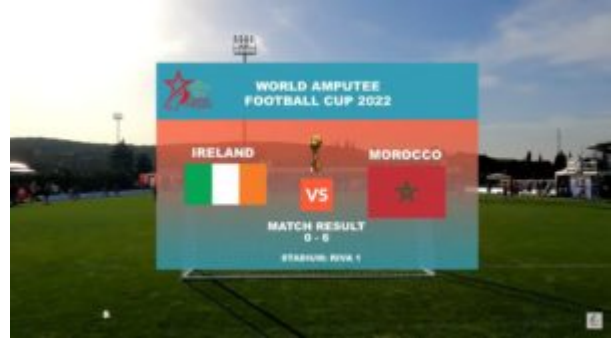 WORLD AMPUTEE
FOOTBALL CUP 2022
IRELAND
MOROCCO
VS
MATCH RESULT
0 - 6
STADIUM: RIVA 1